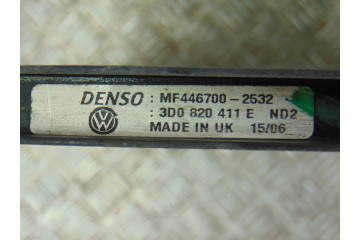 DENSO : MF446700-2532
: 3D0 820 411 E ND2
MADE IN UK 15/06